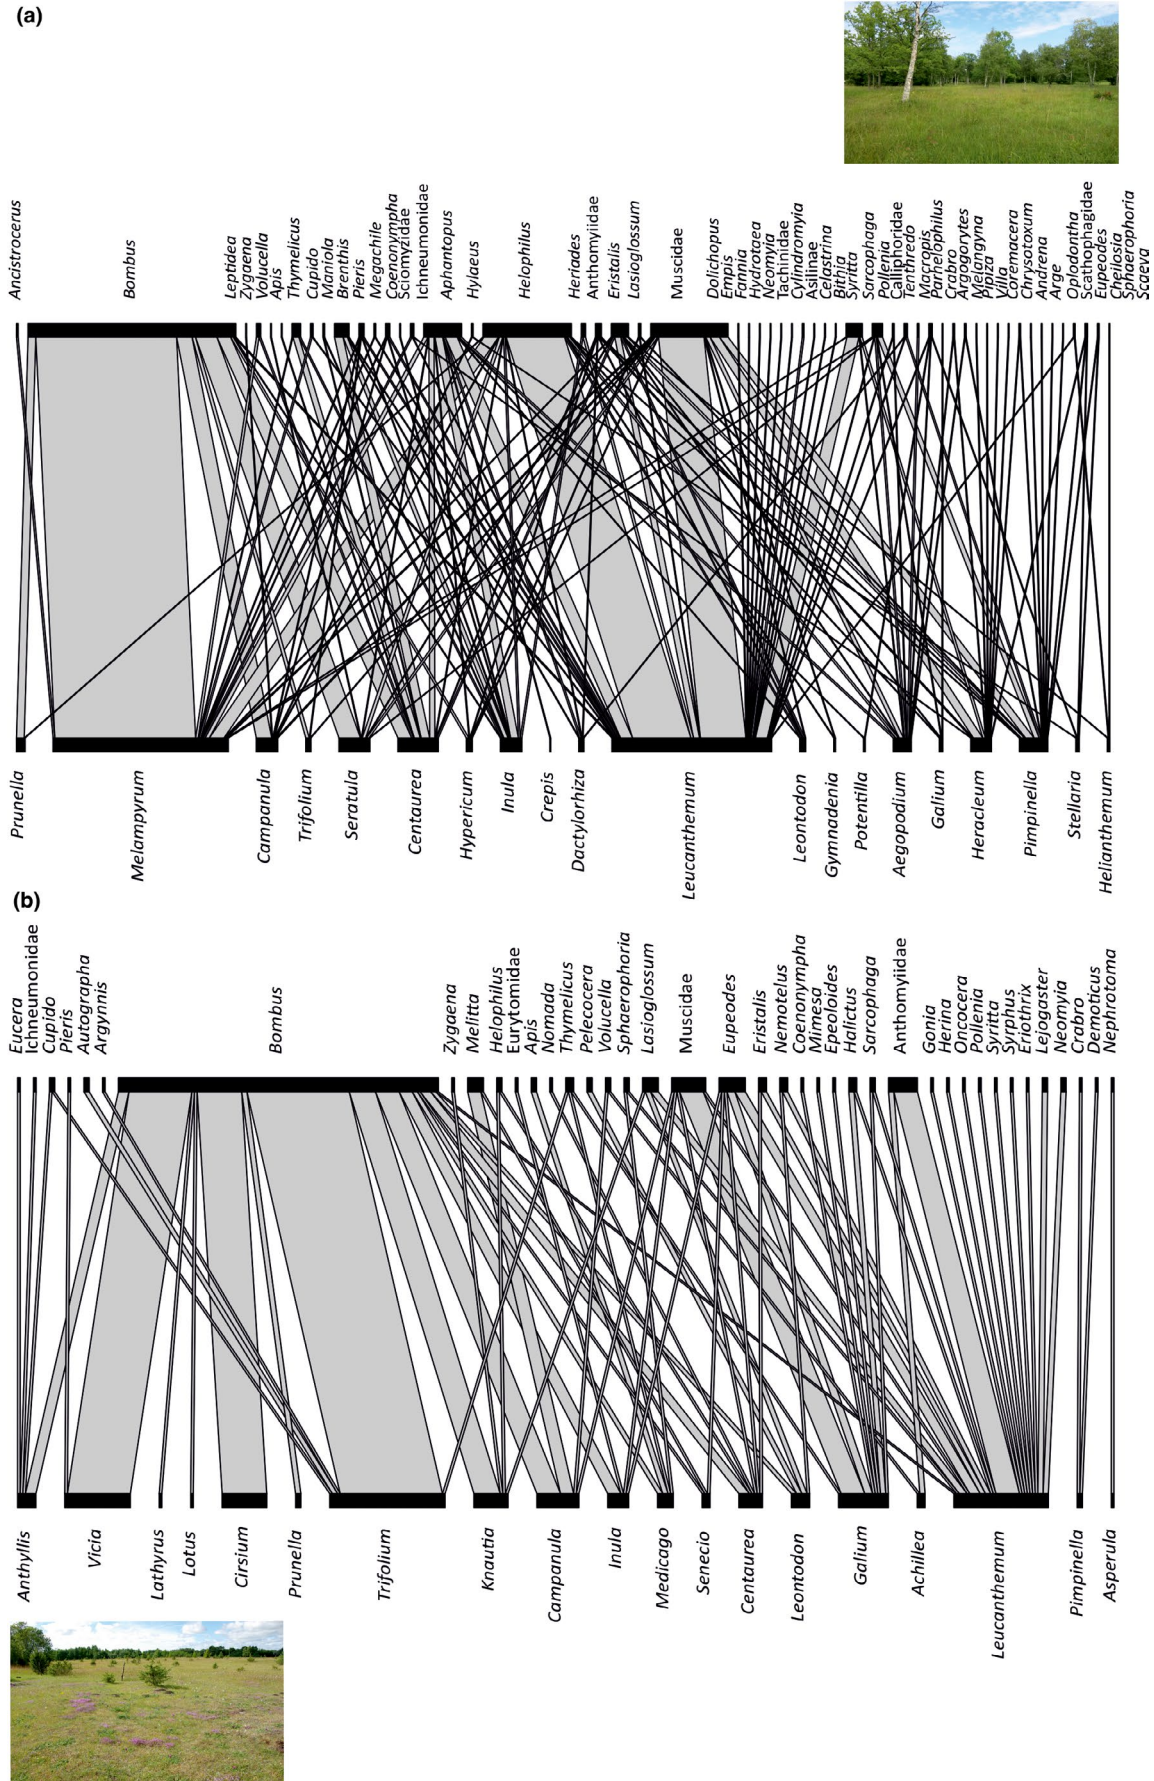 (a)
Ancistrocerus
Bombus
Leptidea
Zygaena
Volucella
Apis
Thymelicus
Cupido
Maniola
Brenthis
Pieris
Megachile
Coenonympha
Sciomyzidae
Ichneumonidae
Aphantopus
Hylaeus
Helophilus
Heriades
Anthomyiidae
Eristalis
Lasioglossum
Muscidae
Dolichopus
Empis
Fannia
Hydrotaea
Neomyia
Tachinidae
Cylindromyia
Asilinae
Celastrina
Bithia
Syritta
Sarcophaga
Pollenia
Calliphoridae
Tenthredo
Macropis
Parhelophilus
Crabro
Argogorytes
Melangyna
Pipiza
Villa
Coremacera
Chrysotoxum
Andrena
Arge
Oplodontha
Scathophagidae
Eupeodes
Cheilosia
Sphaerophoria
Scaeva
Prunella
Melampyrum
Campanula
Trifolium
Seratula
Centaurea
Hypericum
Inula
Crepis
Dactylorhiza
Leucanthemum
Leontodon
Gymnadenia
Potentilla
Aegopodium
Galium
Heracleum
Pimpinella
Stellaria
Helianthemum
(b)
Eucera
Ichneumonidae
Cupido
Pieris
Autographa
Argynnis
Bombus
Zygaena
Melitta
Helophilus
Eurytomidae
Apis
Nomada
Thymelicus
Pelecocera
Volucella
Sphaerophoria
Lasioglossum
Muscidae
Eupeodes
Eristalis
Nemotelus
Coenonympha
Mimesa
Epeoloides
Halictus
Sarcophaga
Anthomyiidae
Gonia
Herina
Oncocera
Pollenia
Syritta
Syrphus
Eriothrix
Lejogaster
Neomyia
Crabro
Demoticus
Nephrotoma
Anthyllis
Vicia
Lathyrus
Lotus
Cirsium
Prunella
Trifolium
Knautia
Campanula
Inula
Medicago
Senecio
Centaurea
Leontodon
Galium
Achillea
Leucanthemum
Pimpinella
Asperula